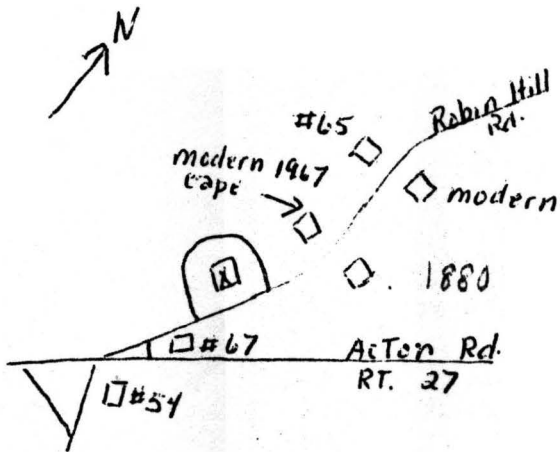 N
Robin Hill
Rd.
#65
modern 1967
cape
modern
1880
X
#67
Acton Rd.
RT. 27
#54